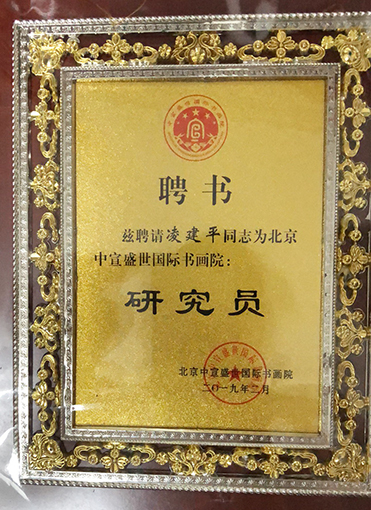 聘书
兹聘请凌建平同志为北京
中宣盛世国际书画院：
研究员
北京中宣盛世国际书画院
二〇一九年二月